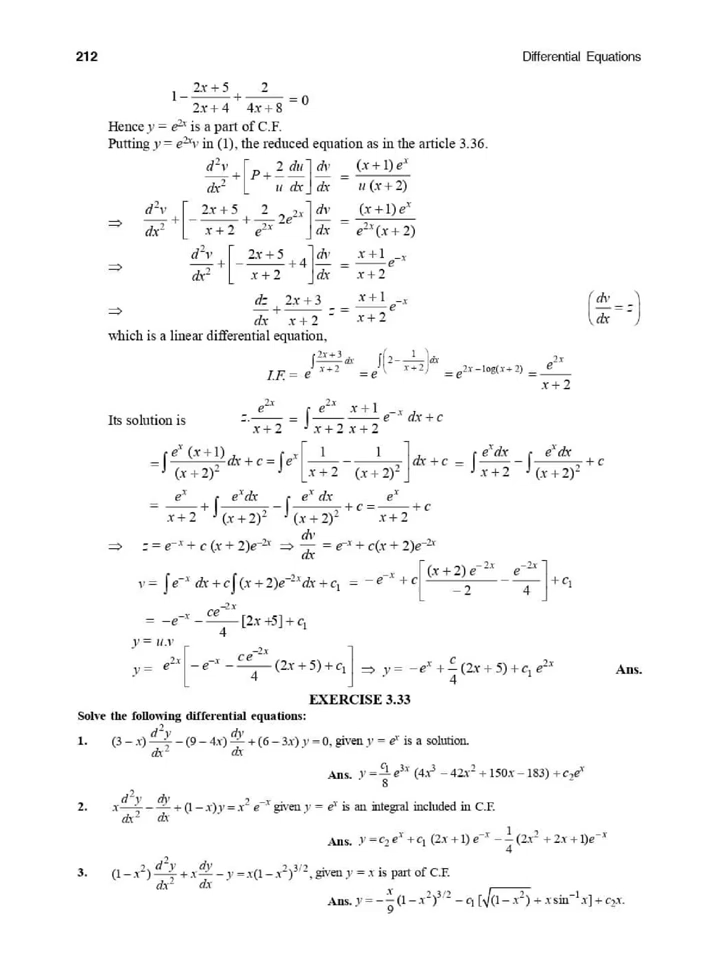 212 Differential Equations
1 − (2x + 5)/(2x + 4) + 2/(4x + 8) = 0
Hence y = e^{2x} is a part of C.F.
Putting y = e^{2x}v in (1), the reduced equation as in the article 3.36.
d²v/dx² + [P + (2/u) (du/dx)] dv/dx = (x + 1) e^x / (u (x + 2))
⇒ d²v/dx² + [− (2x + 5)/(x + 2) + (2/e^{2x}) 2e^{2x}] dv/dx = (x + 1) e^x / (e^{2x} (x + 2))
⇒ d²v/dx² + [− (2x + 5)/(x + 2) + 4] dv/dx = (x + 1)/(x + 2) e^{−x}
⇒ dz/dx + (2x + 3)/(x + 2) z = (x + 1)/(x + 2) e^{−x} (dv/dx = z)
which is a linear differential equation,
I.F. = e^{∫ (2x + 3)/(x + 2) dx} = e^{∫ (2 − 1/(x + 2)) dx} = e^{2x − log (x + 2)} = e^{2x}/(x + 2)
Its solution is z. e^{2x}/(x + 2) = ∫ e^{2x}/(x + 2) (x + 1)/(x + 2) e^{−x} dx + c
= ∫ e^x (x + 1)/(x + 2)² dx + c = ∫ e^x [1/(x + 2) − 1/(x + 2)²] dx + c = ∫ e^x dx/(x + 2) − ∫ e^x dx/(x + 2)² + c
= e^x/(x + 2) + ∫ e^x dx/(x + 2)² − ∫ e^x dx/(x + 2)² + c = e^x/(x + 2) + c
⇒ z = e^{−x} + c (x + 2)e^{−2x} ⇒ dv/dx = e^{−x} + c(x + 2)e^{−2x}
v = ∫ e^{−x} dx + c ∫ (x + 2)e^{−2x} dx + c₁ = − e^{−x} + c [(x + 2) e^{−2x}/−2 − e^{−2x}/4] + c₁
= −e^{−x} − ce^{−2x}/4 [2x +5] + c₁
y = u.v
y = e^{2x} [− e^{−x} − c e^{−2x}/4 (2x + 5) + c₁] ⇒ y = −e^x + c/4 (2x + 5) + c₁ e^{2x} Ans.
EXERCISE 3.33
Solve the following differential equations:
1. (3 − x) d²y/dx² − (9 − 4x) dy/dx + (6 − 3x) y = 0, given y = e^x is a solution.
Ans. y = c₁/8 e^{3x} (4x³ − 42x² + 150x − 183) + c₂e^x
2. x d²y/dx² − dy/dx + (1 − x)y = x² e^{−x} given y = e^x is an integral included in C.F.
Ans. y = c₂ e^x + c₁ (2x + 1) e^{−x} − 1/4 (2x² + 2x + 1)e^{−x}
3. (1 − x²) d²y/dx² + x dy/dx − y = x(1 − x²)^{3/2}, given y = x is part of C.F.
Ans. y = − x/9 (1 − x²)^{3/2} − c₁ [√(1 − x²) + x sin⁻¹ x] + c₂x.